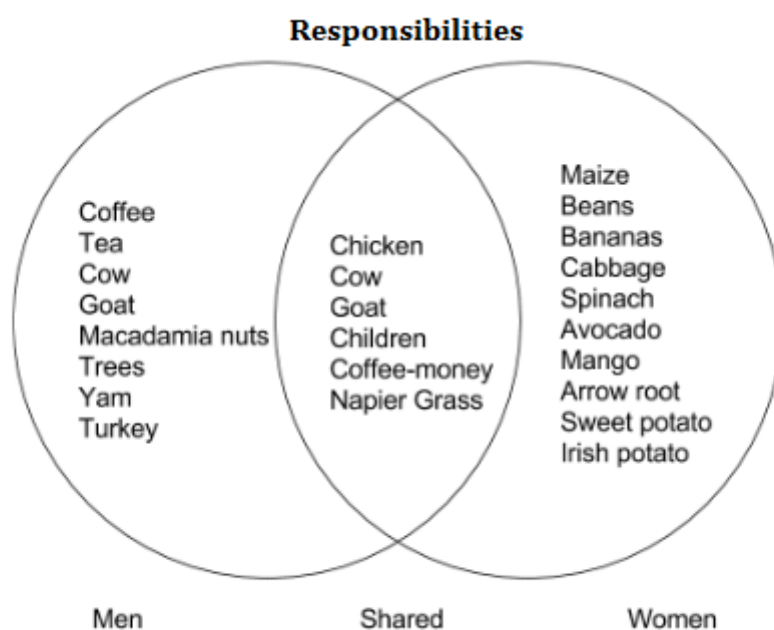 Responsibilities
Coffee
Tea
Cow
Goat
Macadamia nuts
Trees
Yam
Turkey
Chicken
Cow
Goat
Children
Coffee-money
Napier Grass
Maize
Beans
Bananas
Cabbage
Spinach
Avocado
Mango
Arrow root
Sweet potato
Irish potato
Men
Shared
Women